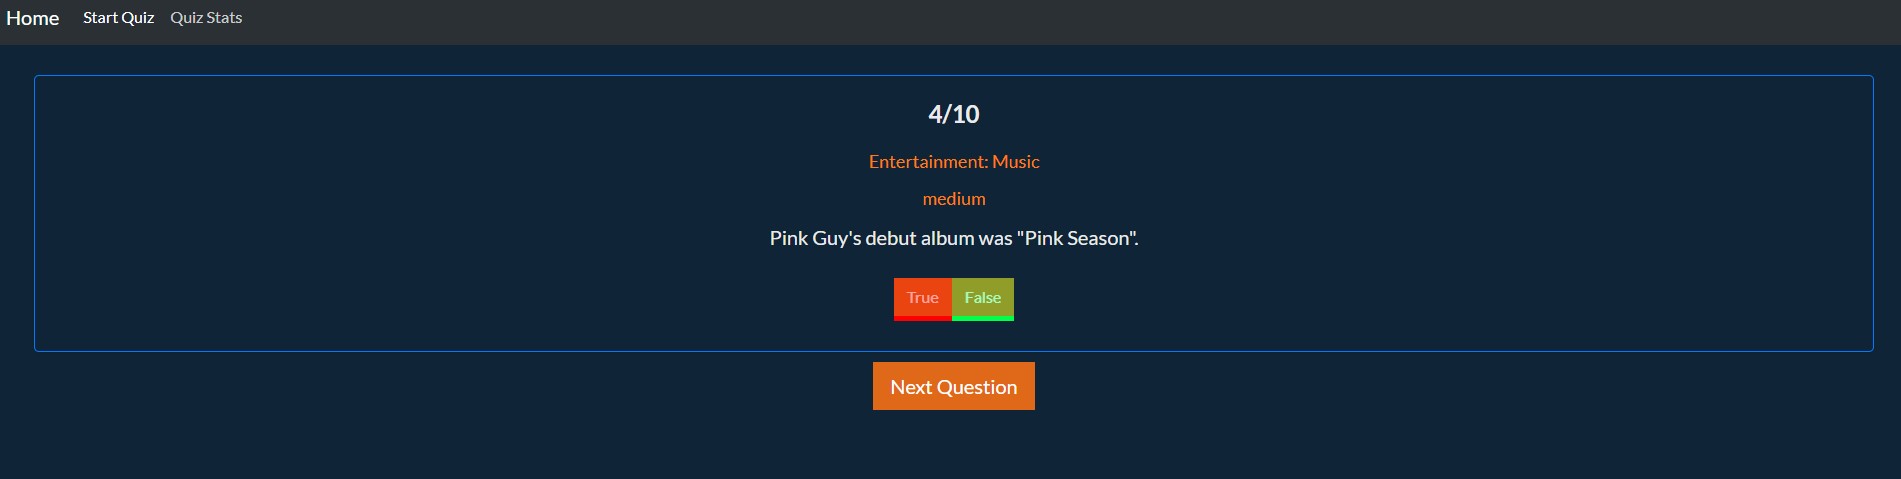 Home Start Quiz Quiz Stats
4/10
Entertainment: Music
medium
Pink Guy's debut album was "Pink Season".
True False
Next Question